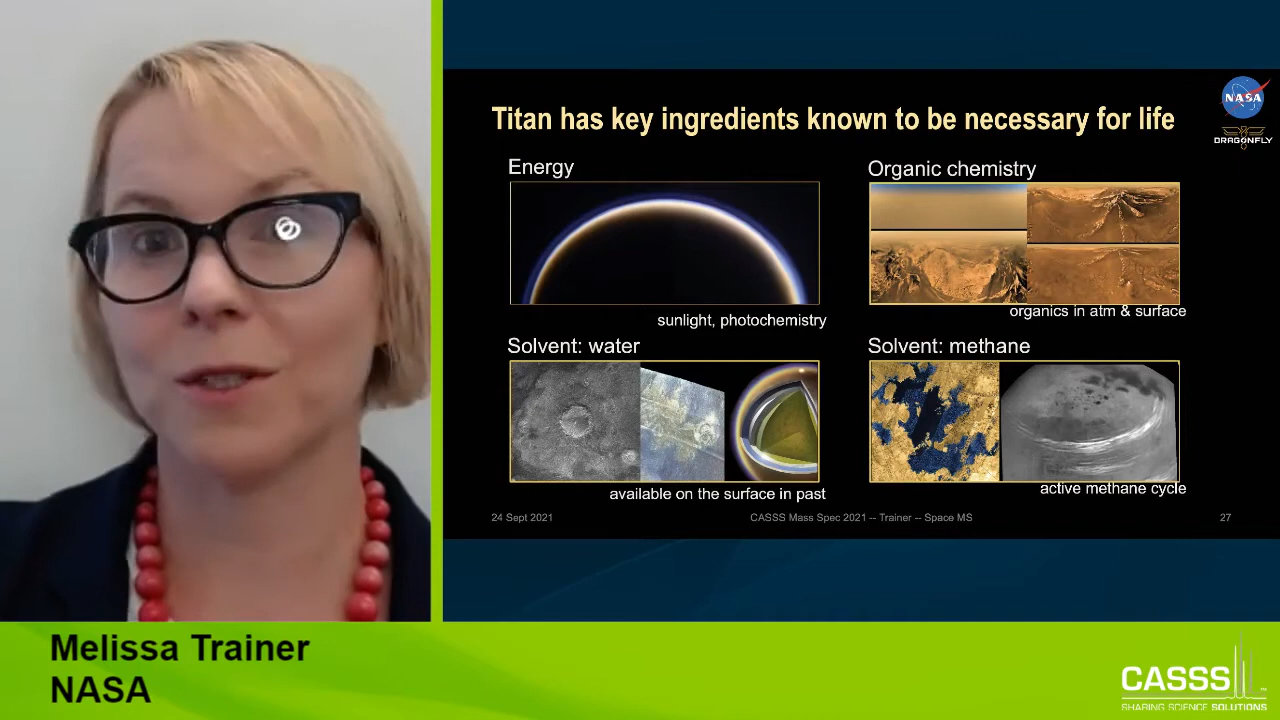 Titan has key ingredients known to be necessary for life
NASA
DRAGONFLY
Energy
sunlight, photochemistry
Organic chemistry
organics in atm & surface
Solvent: water
available on the surface in past
Solvent: methane
active methane cycle
24 Sept 2021
CASSS Mass Spec 2021 -- Trainer -- Space MS
27
Melissa Trainer
NASA
CASSS
SHARING SCIENCE SOLUTIONS